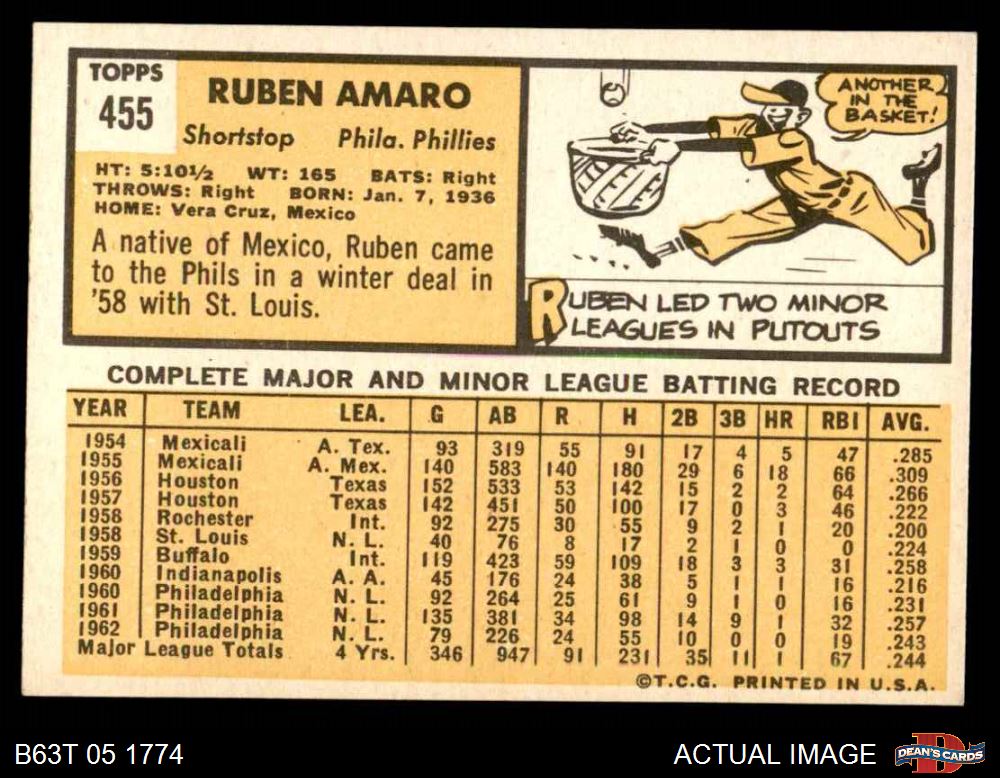 TOPPS
455
RUBEN AMARO
Shortstop Phila. Phillies
HT: 5:10½ WT: 165 BATS: Right
THROWS: Right BORN: Jan. 7, 1936
HOME: Vera Cruz, Mexico
A native of Mexico, Ruben came
to the Phils in a winter deal in
'58 with St. Louis.
ANOTHER
IN THE
BASKET!
RUBEN LED TWO MINOR
LEAGUES IN PUTOUTS
COMPLETE MAJOR AND MINOR LEAGUE BATTING RECORD
YEAR TEAM LEA. G AB R H 2B 3B HR RBI AVG.
1954 Mexicali A. Tex. 93 319 55 91 17 4 5 47 .285
1955 Mexicali A. Mex. 140 583 140 180 29 6 18 66 .309
1956 Houston Texas 152 533 53 142 15 2 2 64 .266
1957 Houston Texas 142 451 50 100 17 0 3 46 .222
1958 Rochester Int. 92 275 30 55 9 2 1 20 .200
1958 St. Louis N. L. 40 76 8 17 2 1 0 0 .224
1959 Buffalo Int. 119 423 59 109 18 3 3 31 .258
1960 Indianapolis A. A. 45 176 24 38 5 1 1 16 .216
1960 Philadelphia N. L. 92 264 25 61 9 1 0 16 .231
1961 Philadelphia N. L. 135 381 34 98 14 9 1 32 .257
1962 Philadelphia N. L. 79 226 24 55 10 0 0 19 .243
Major League Totals 4 Yrs. 346 947 91 231 35 11 1 67 .244
©T.C.G. PRINTED IN U.S.A.
B63T 05 1774
ACTUAL IMAGE
DEAN'S CARDS